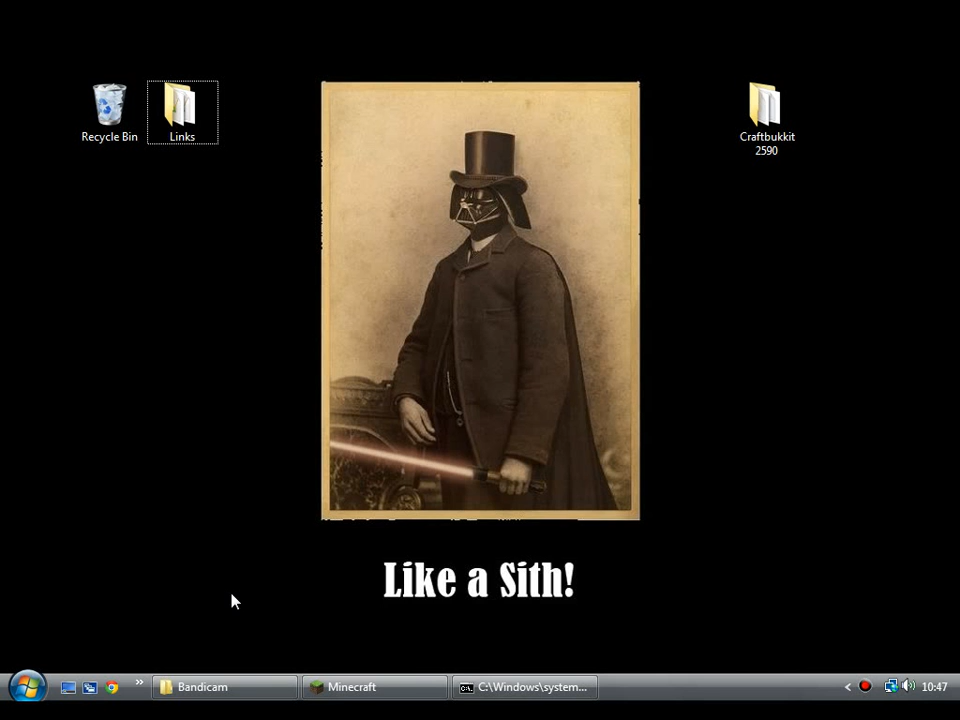 Recycle Bin
Links
Craftbukkit
2590
Like a Sith!
Bandicam
Minecraft
C:\Windows\system...
10:47